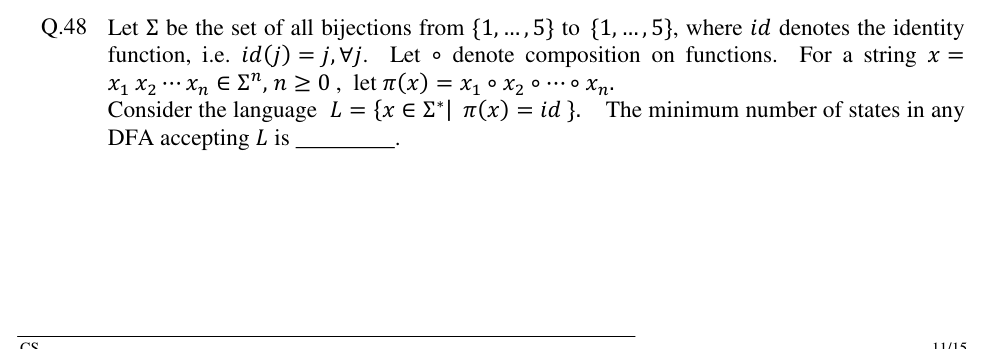 Q.48 Let Σ be the set of all bijections from {1, … , 5} to {1, … , 5}, where id denotes the identity
function, i.e. id(j) = j, ∀j. Let ∘ denote composition on functions. For a string x =
x₁ x₂ ⋯ xₙ ∈ Σⁿ, n ≥ 0 , let π(x) = x₁ ∘ x₂ ∘ ⋯ ∘ xₙ.
Consider the language L = {x ∈ Σ*| π(x) = id }. The minimum number of states in any
DFA accepting L is _________.
CS 11/15